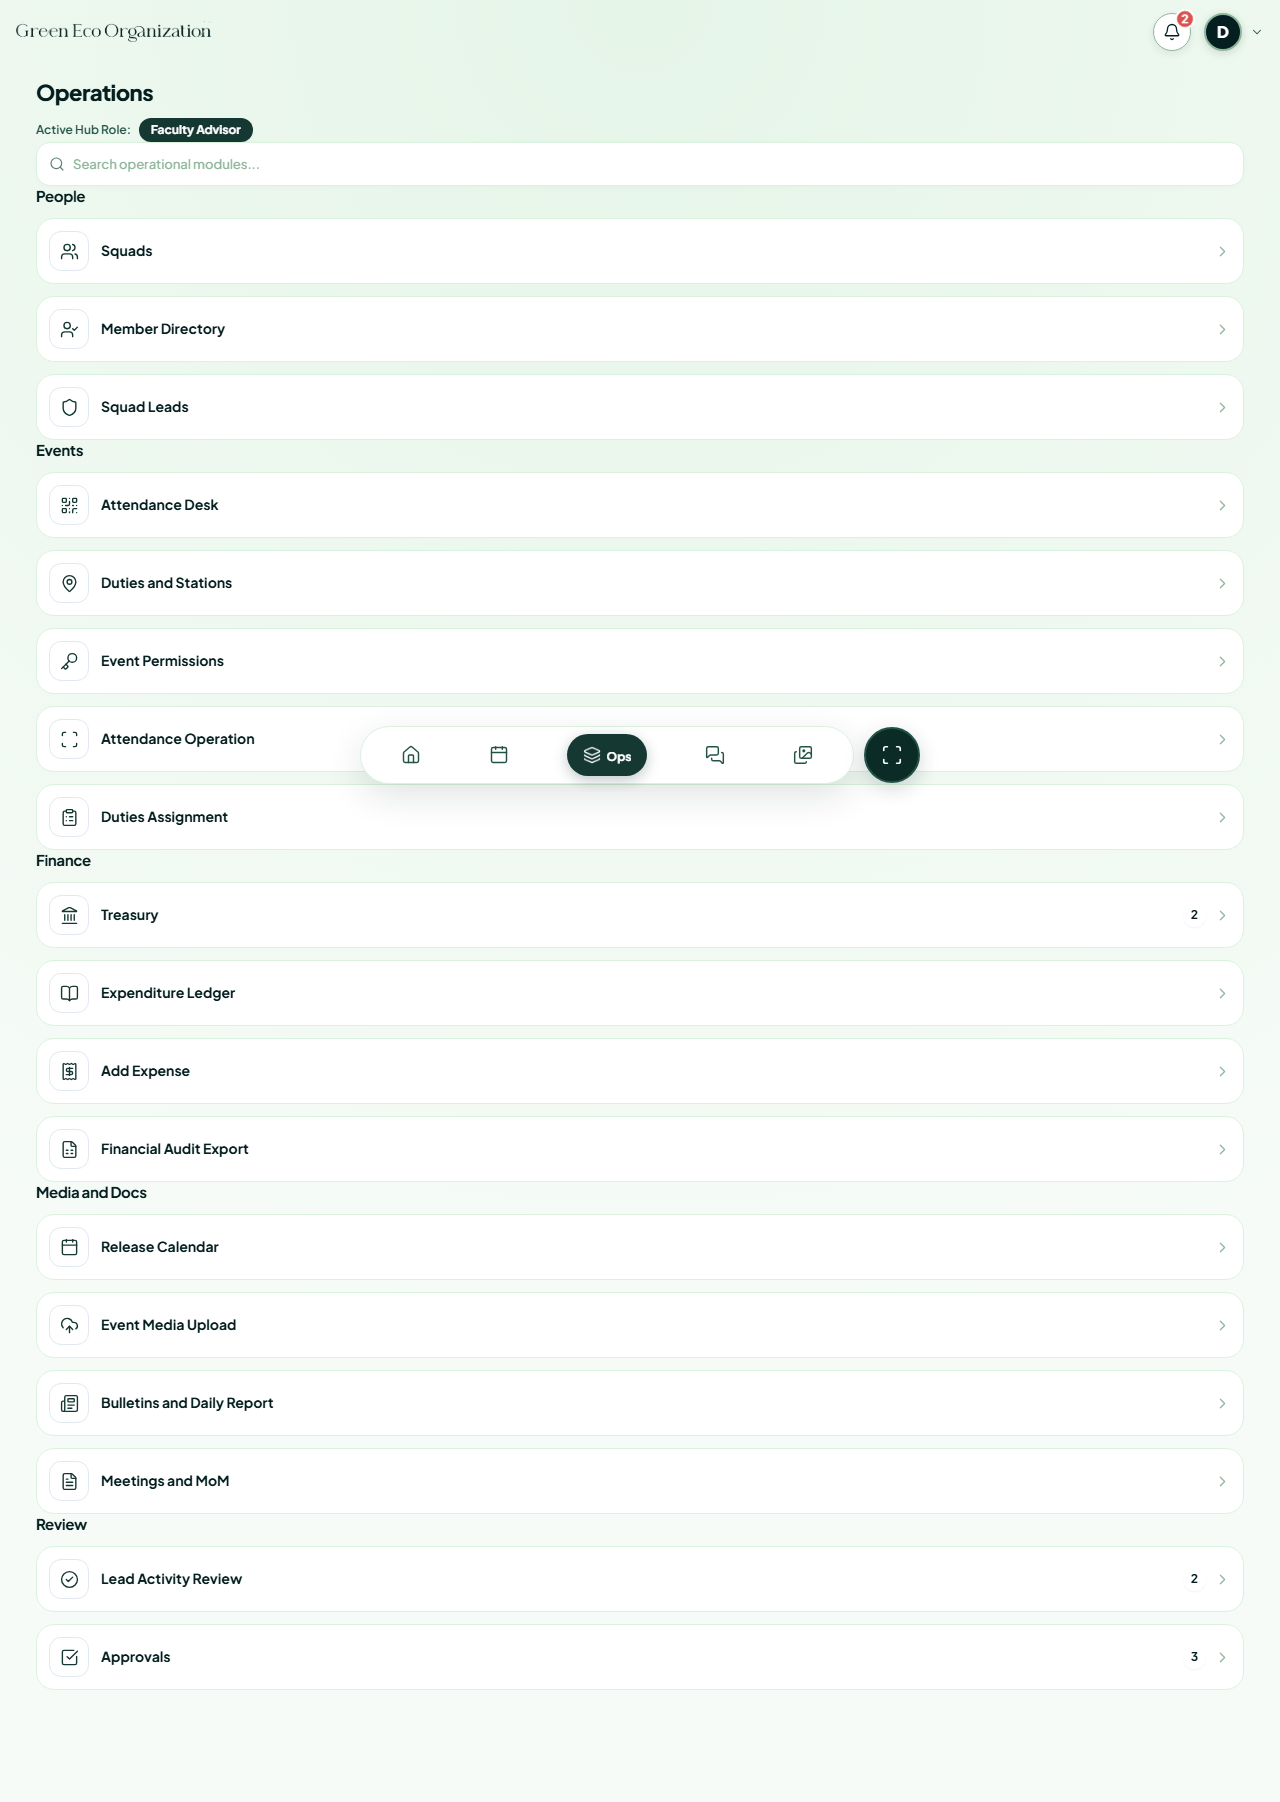 Green Eco Organization
2
D
Operations
Active Hub Role: Faculty Advisor
Search operational modules...
People
Squads
Member Directory
Squad Leads
Events
Attendance Desk
Duties and Stations
Event Permissions
Attendance Operation
Ops
Duties Assignment
Finance
Treasury 2
Expenditure Ledger
Add Expense
Financial Audit Export
Media and Docs
Release Calendar
Event Media Upload
Bulletins and Daily Report
Meetings and MoM
Review
Lead Activity Review 2
Approvals 3